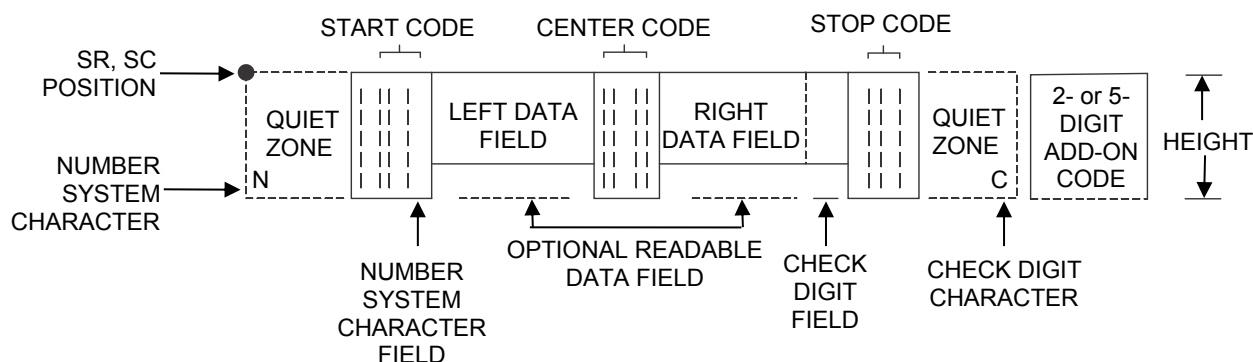 START CODE
CENTER CODE
STOP CODE
SR, SC
POSITION
QUIET
ZONE
LEFT DATA
FIELD
RIGHT
DATA FIELD
QUIET
ZONE
2- or 5-
DIGIT
ADD-ON
CODE
HEIGHT
NUMBER
SYSTEM
CHARACTER
N
C
NUMBER
SYSTEM
CHARACTER
FIELD
OPTIONAL READABLE
DATA FIELD
CHECK
DIGIT
FIELD
CHECK DIGIT
CHARACTER